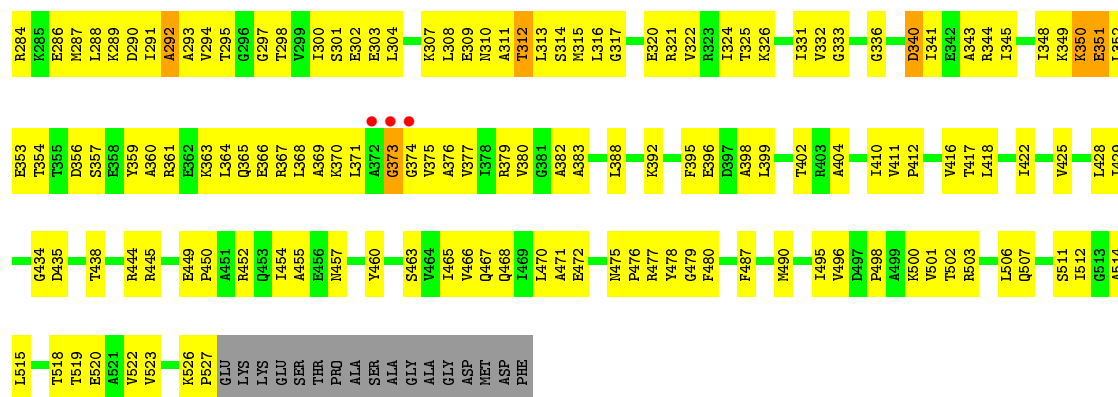 R284 K285 E286 M287 L288 K289 D290 I291 A292 A293 V294 T295 G296 G297 T298 V299 I300 S301 E302 E303 L304 K307 L308 E309 N310 A311 T312 L313 S314 M315 L316 G317 E320 R321 V322 R323 I324 T325 K326 I331 V332 G333 G336 D340 I341 E342 A343 R344 I345 I348 K349 K350 E351 L352
E353 T354 T355 D356 S357 E358 Y359 A360 R361 E362 K363 L364 Q365 E366 R367 L368 A369 K370 L371 A372 G373 G374 V375 A376 V377 I378 R379 V380 G381 A382 A383 L388 K392 F395 E396 D397 A398 L399 T402 R403 A404 I410 V411 P412 V416 T417 L418 I422 V425 L428
G434 D435 T438 R444 R445 E449 P450 A451 R452 Q453 I454 A455 E456 N457 Y460 S463 V464 I465 V466 Q467 Q468 I469 L470 A471 E472 N475 P476 R477 Y478 G479 F480 F487 M490 I495 V496 D497 P498 A499 K500 V501 T502 R503 L506 Q507 S511 I512 G513 A514
L515 T518 T519 E520 A521 V522 V523 K526 P527 GLU LYS LYS GLU SER THR PRO ALA SER ALA GLY ALA GLY ASP MET ASP PHE